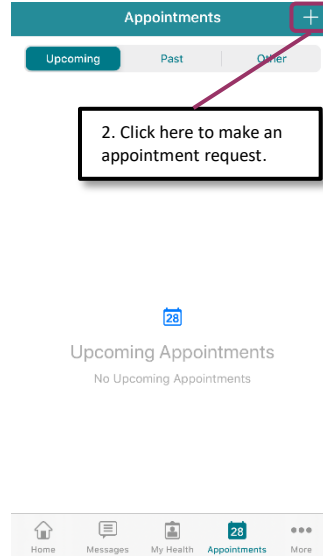 Appointments +
Upcoming Past Other
2. Click here to make an
appointment request.
28
Upcoming Appointments
No Upcoming Appointments
28
Home Messages My Health Appointments More